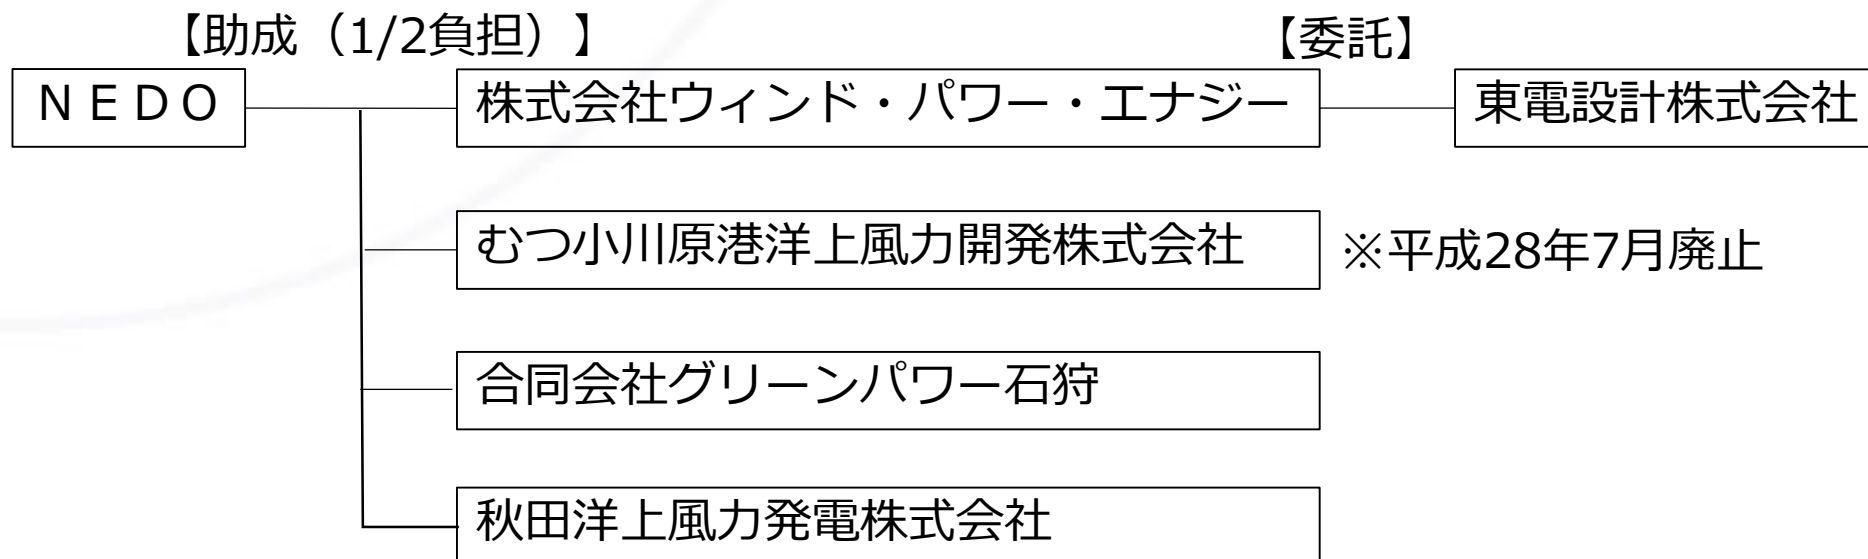 【助成（1/2負担）】
【委託】
ＮＥＤＯ
株式会社ウィンド・パワー・エナジー
東電設計株式会社
むつ小川原港洋上風力開発株式会社
※平成28年7月廃止
合同会社グリーンパワー石狩
秋田洋上風力発電株式会社